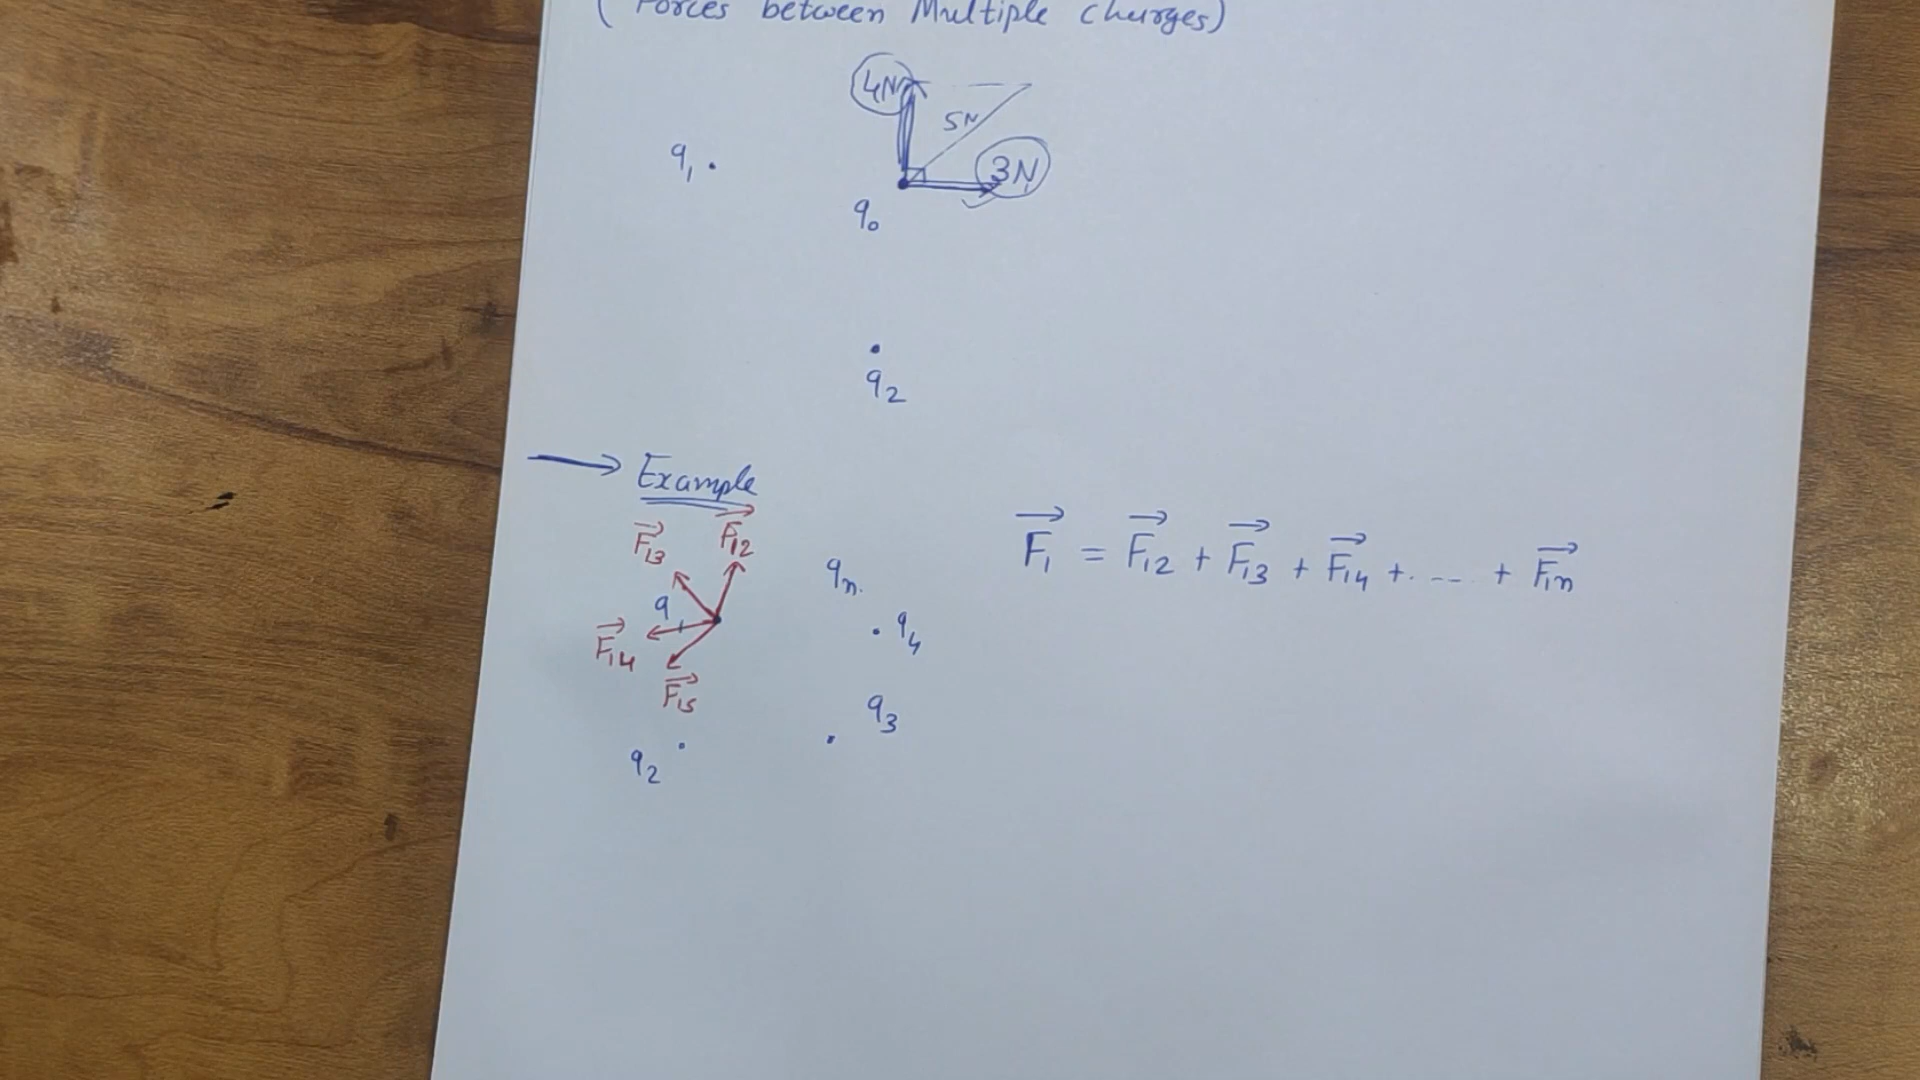 ( Forces between Multiple charges)
4N
5N
q₁
3N
q₀
q₂
→ Example
F⃗₁₃ F⃗₁₂
F⃗₁ = F⃗₁₂ + F⃗₁₃ + F⃗₁₄ + .... + F⃗₁ₙ
qₙ
q₁
q₄
F⃗₁₄
F⃗₁₅
q₃
q₂